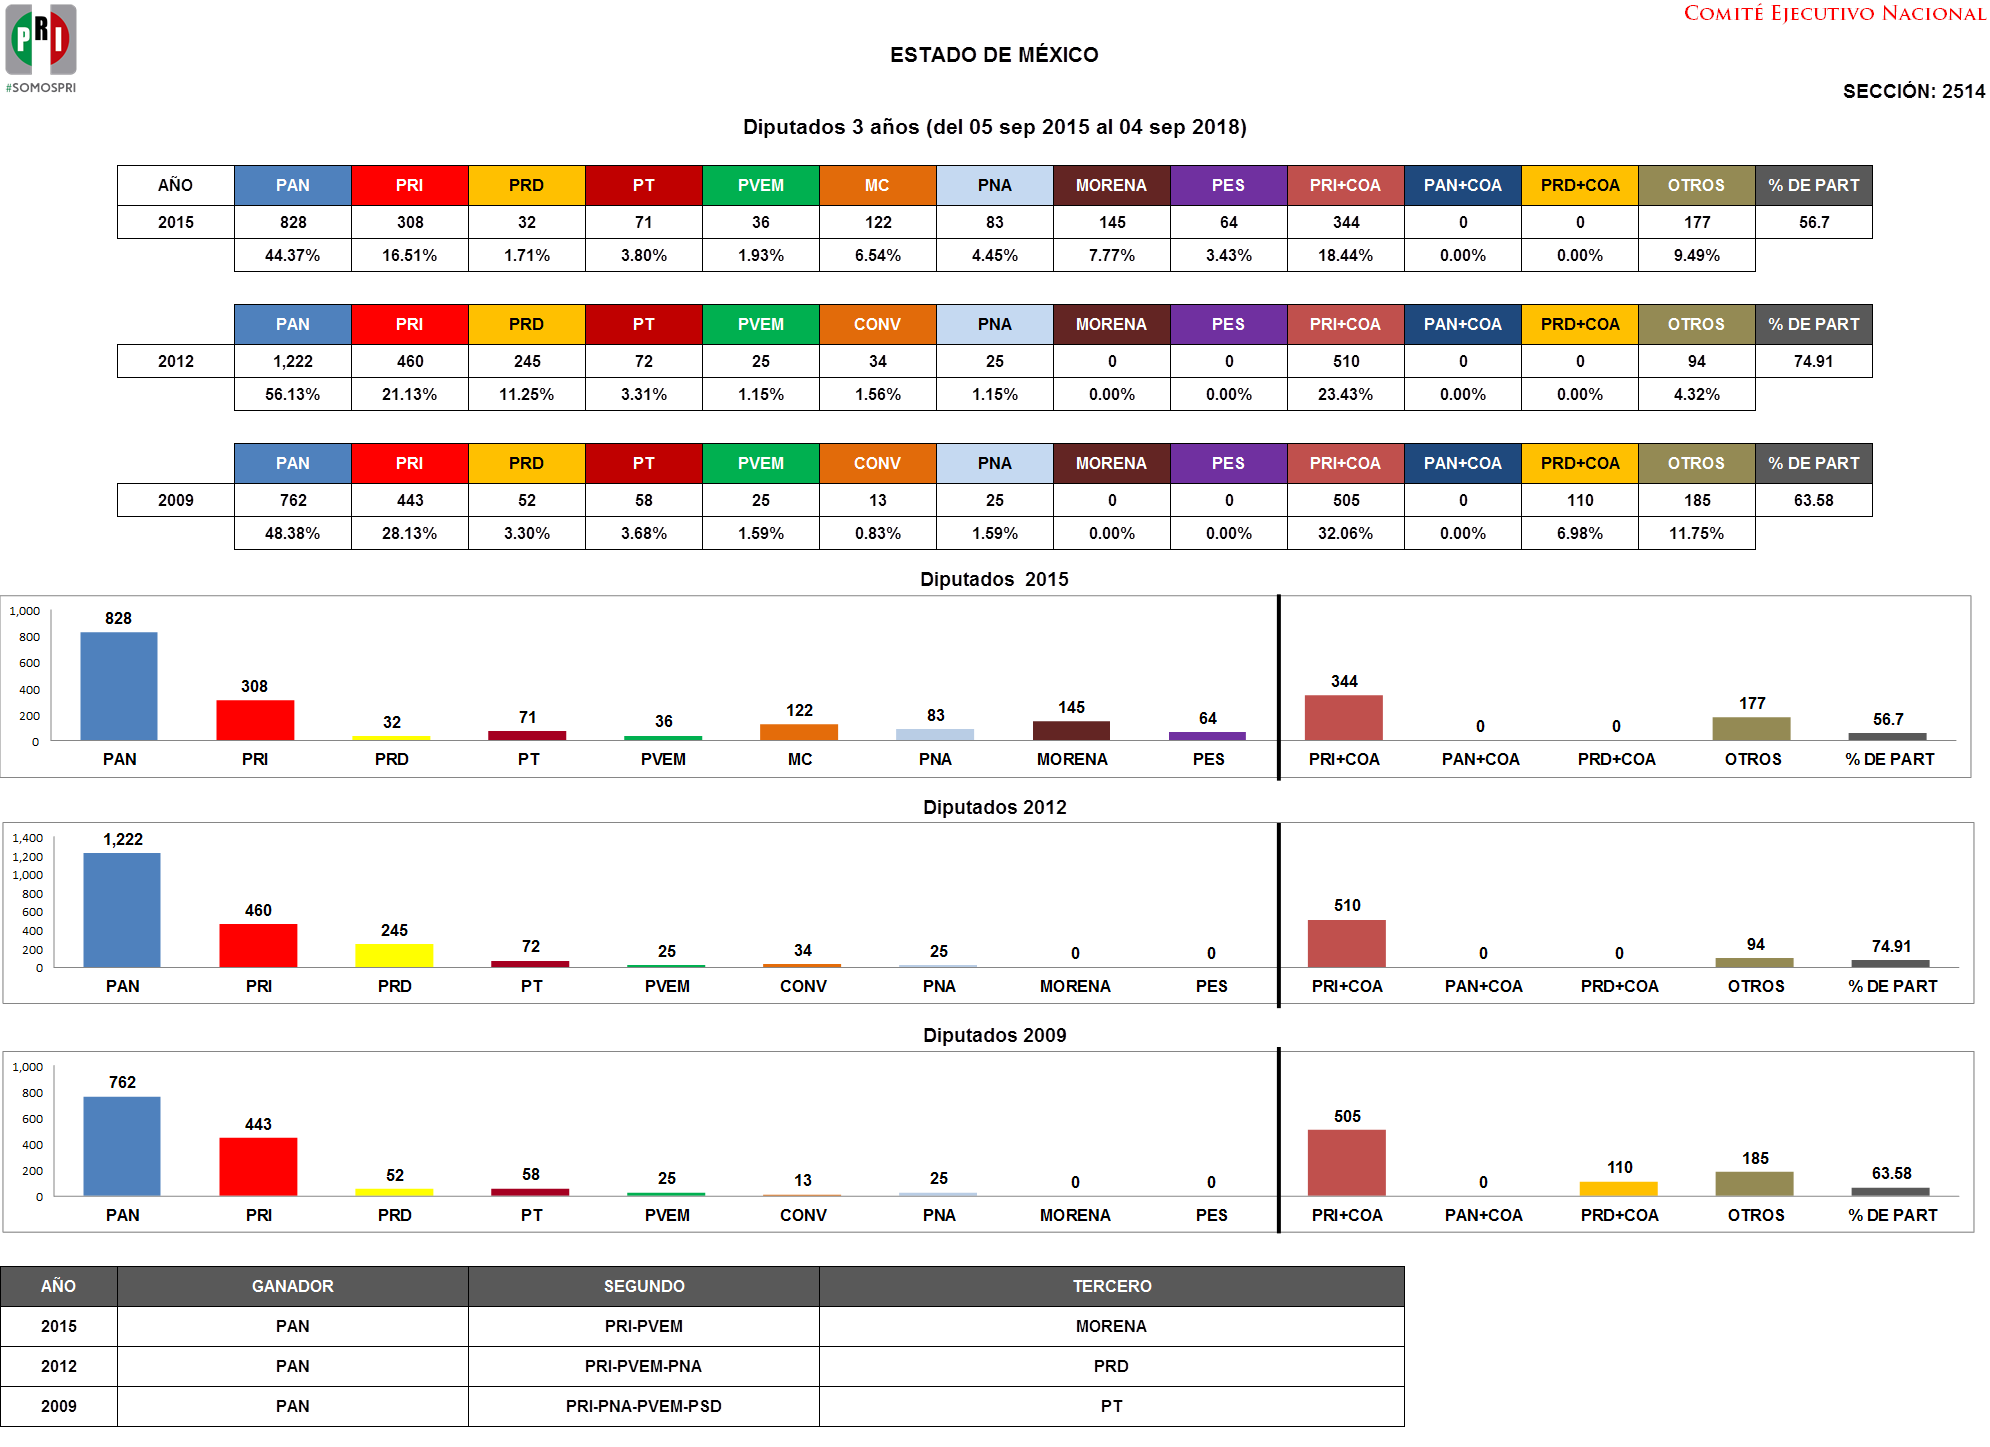 PRI
#SOMOSPRI
COMITÉ EJECUTIVO NACIONAL
ESTADO DE MÉXICO
SECCIÓN: 2514
Diputados 3 años (del 05 sep 2015 al 04 sep 2018)
AÑO PAN PRI PRD PT PVEM MC PNA MORENA PES PRI+COA PAN+COA PRD+COA OTROS % DE PART
2015 828 308 32 71 36 122 83 145 64 344 0 0 177 56.7
44.37% 16.51% 1.71% 3.80% 1.93% 6.54% 4.45% 7.77% 3.43% 18.44% 0.00% 0.00% 9.49%
PAN PRI PRD PT PVEM CONV PNA MORENA PES PRI+COA PAN+COA PRD+COA OTROS % DE PART
2012 1,222 460 245 72 25 34 25 0 0 510 0 0 94 74.91
56.13% 21.13% 11.25% 3.31% 1.15% 1.56% 1.15% 0.00% 0.00% 23.43% 0.00% 0.00% 4.32%
PAN PRI PRD PT PVEM CONV PNA MORENA PES PRI+COA PAN+COA PRD+COA OTROS % DE PART
2009 762 443 52 58 25 13 25 0 0 505 0 110 185 63.58
48.38% 28.13% 3.30% 3.68% 1.59% 0.83% 1.59% 0.00% 0.00% 32.06% 0.00% 6.98% 11.75%
Diputados 2015
1,000
800
600
400
200
0
828 308 32 71 36 122 83 145 64 344 0 0 177 56.7
PAN PRI PRD PT PVEM MC PNA MORENA PES PRI+COA PAN+COA PRD+COA OTROS % DE PART
Diputados 2012
1,400
1,200
1,000
800
600
400
200
0
1,222 460 245 72 25 34 25 0 0 510 0 0 94 74.91
PAN PRI PRD PT PVEM CONV PNA MORENA PES PRI+COA PAN+COA PRD+COA OTROS % DE PART
Diputados 2009
1,000
800
600
400
200
0
762 443 52 58 25 13 25 0 0 505 0 110 185 63.58
PAN PRI PRD PT PVEM CONV PNA MORENA PES PRI+COA PAN+COA PRD+COA OTROS % DE PART
AÑO GANADOR SEGUNDO TERCERO
2015 PAN PRI-PVEM MORENA
2012 PAN PRI-PVEM-PNA PRD
2009 PAN PRI-PNA-PVEM-PSD PT